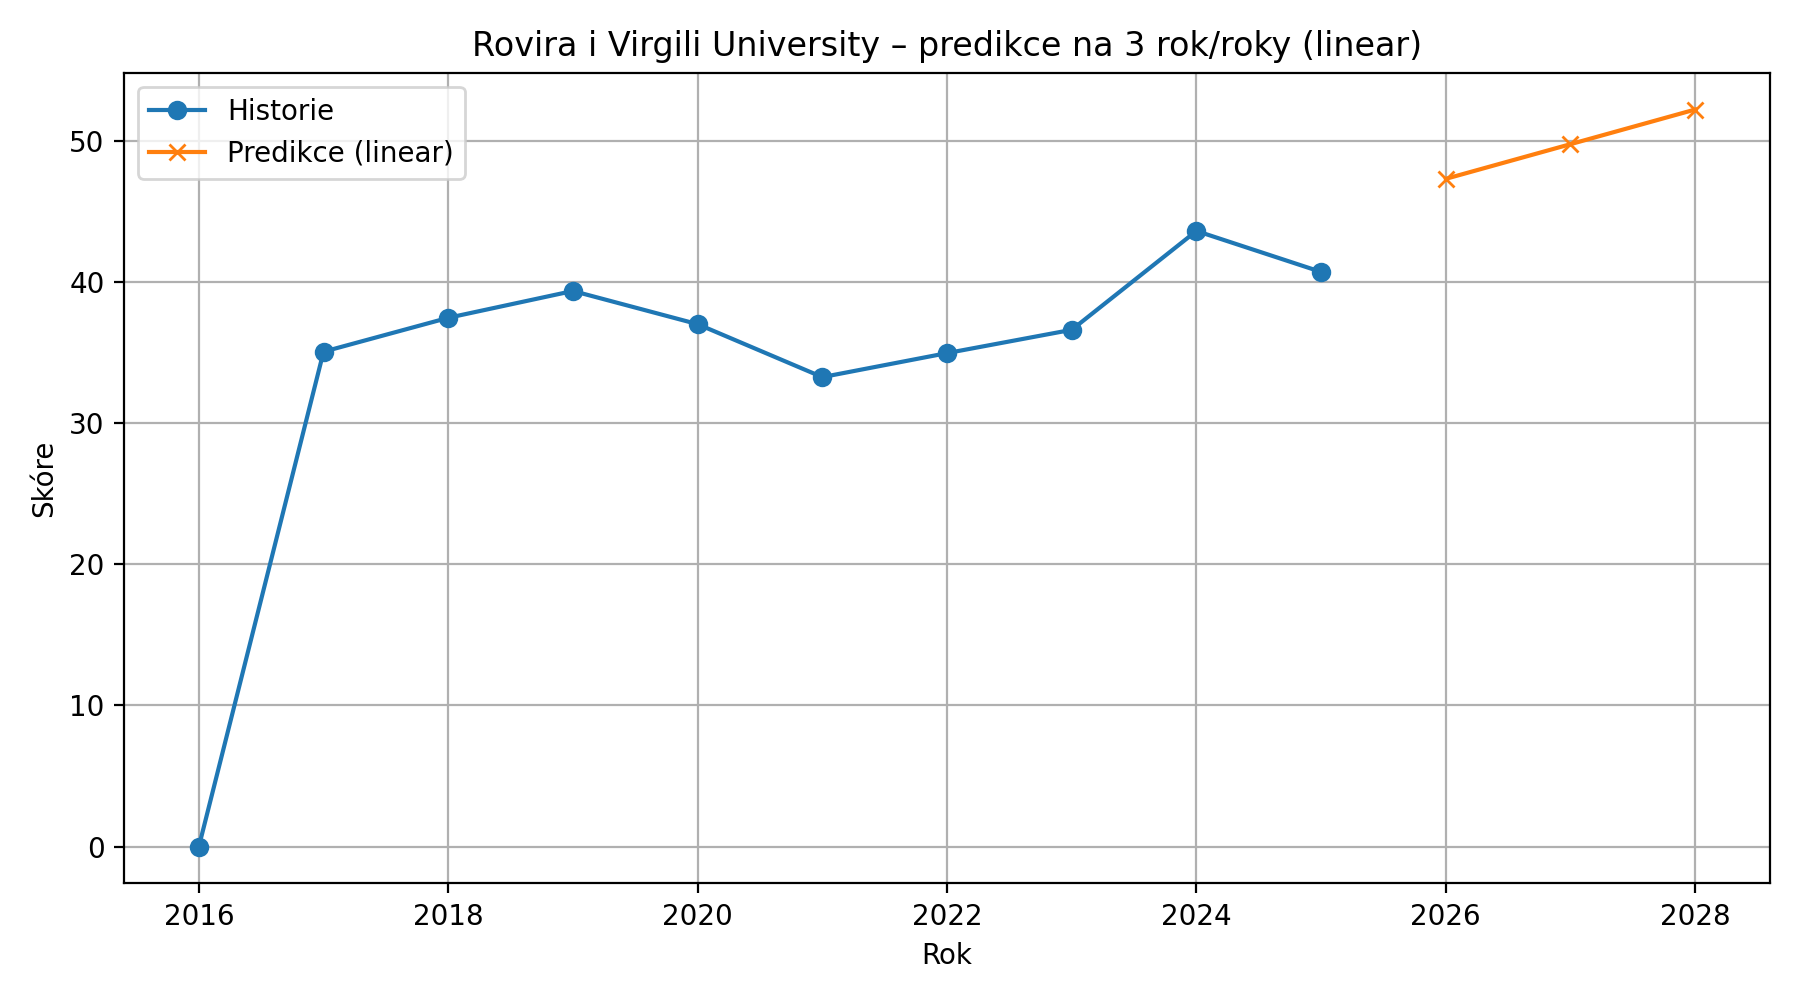 Rovira i Virgili University – predikce na 3 rok/roky (linear)
Historie
Predikce (linear)
Skóre
50
40
30
20
10
0
2016 2018 2020 2022 2024 2026 2028
Rok